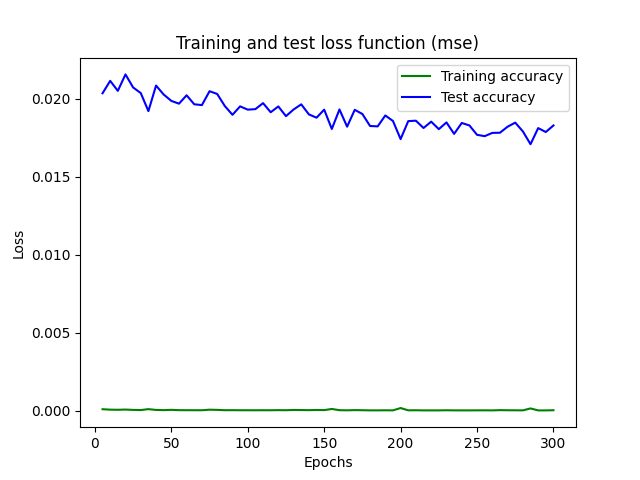 Training and test loss function (mse)
Training accuracy
Test accuracy
0.020
0.015
0.010
0.005
0.000
Loss
0 50 100 150 200 250 300
Epochs